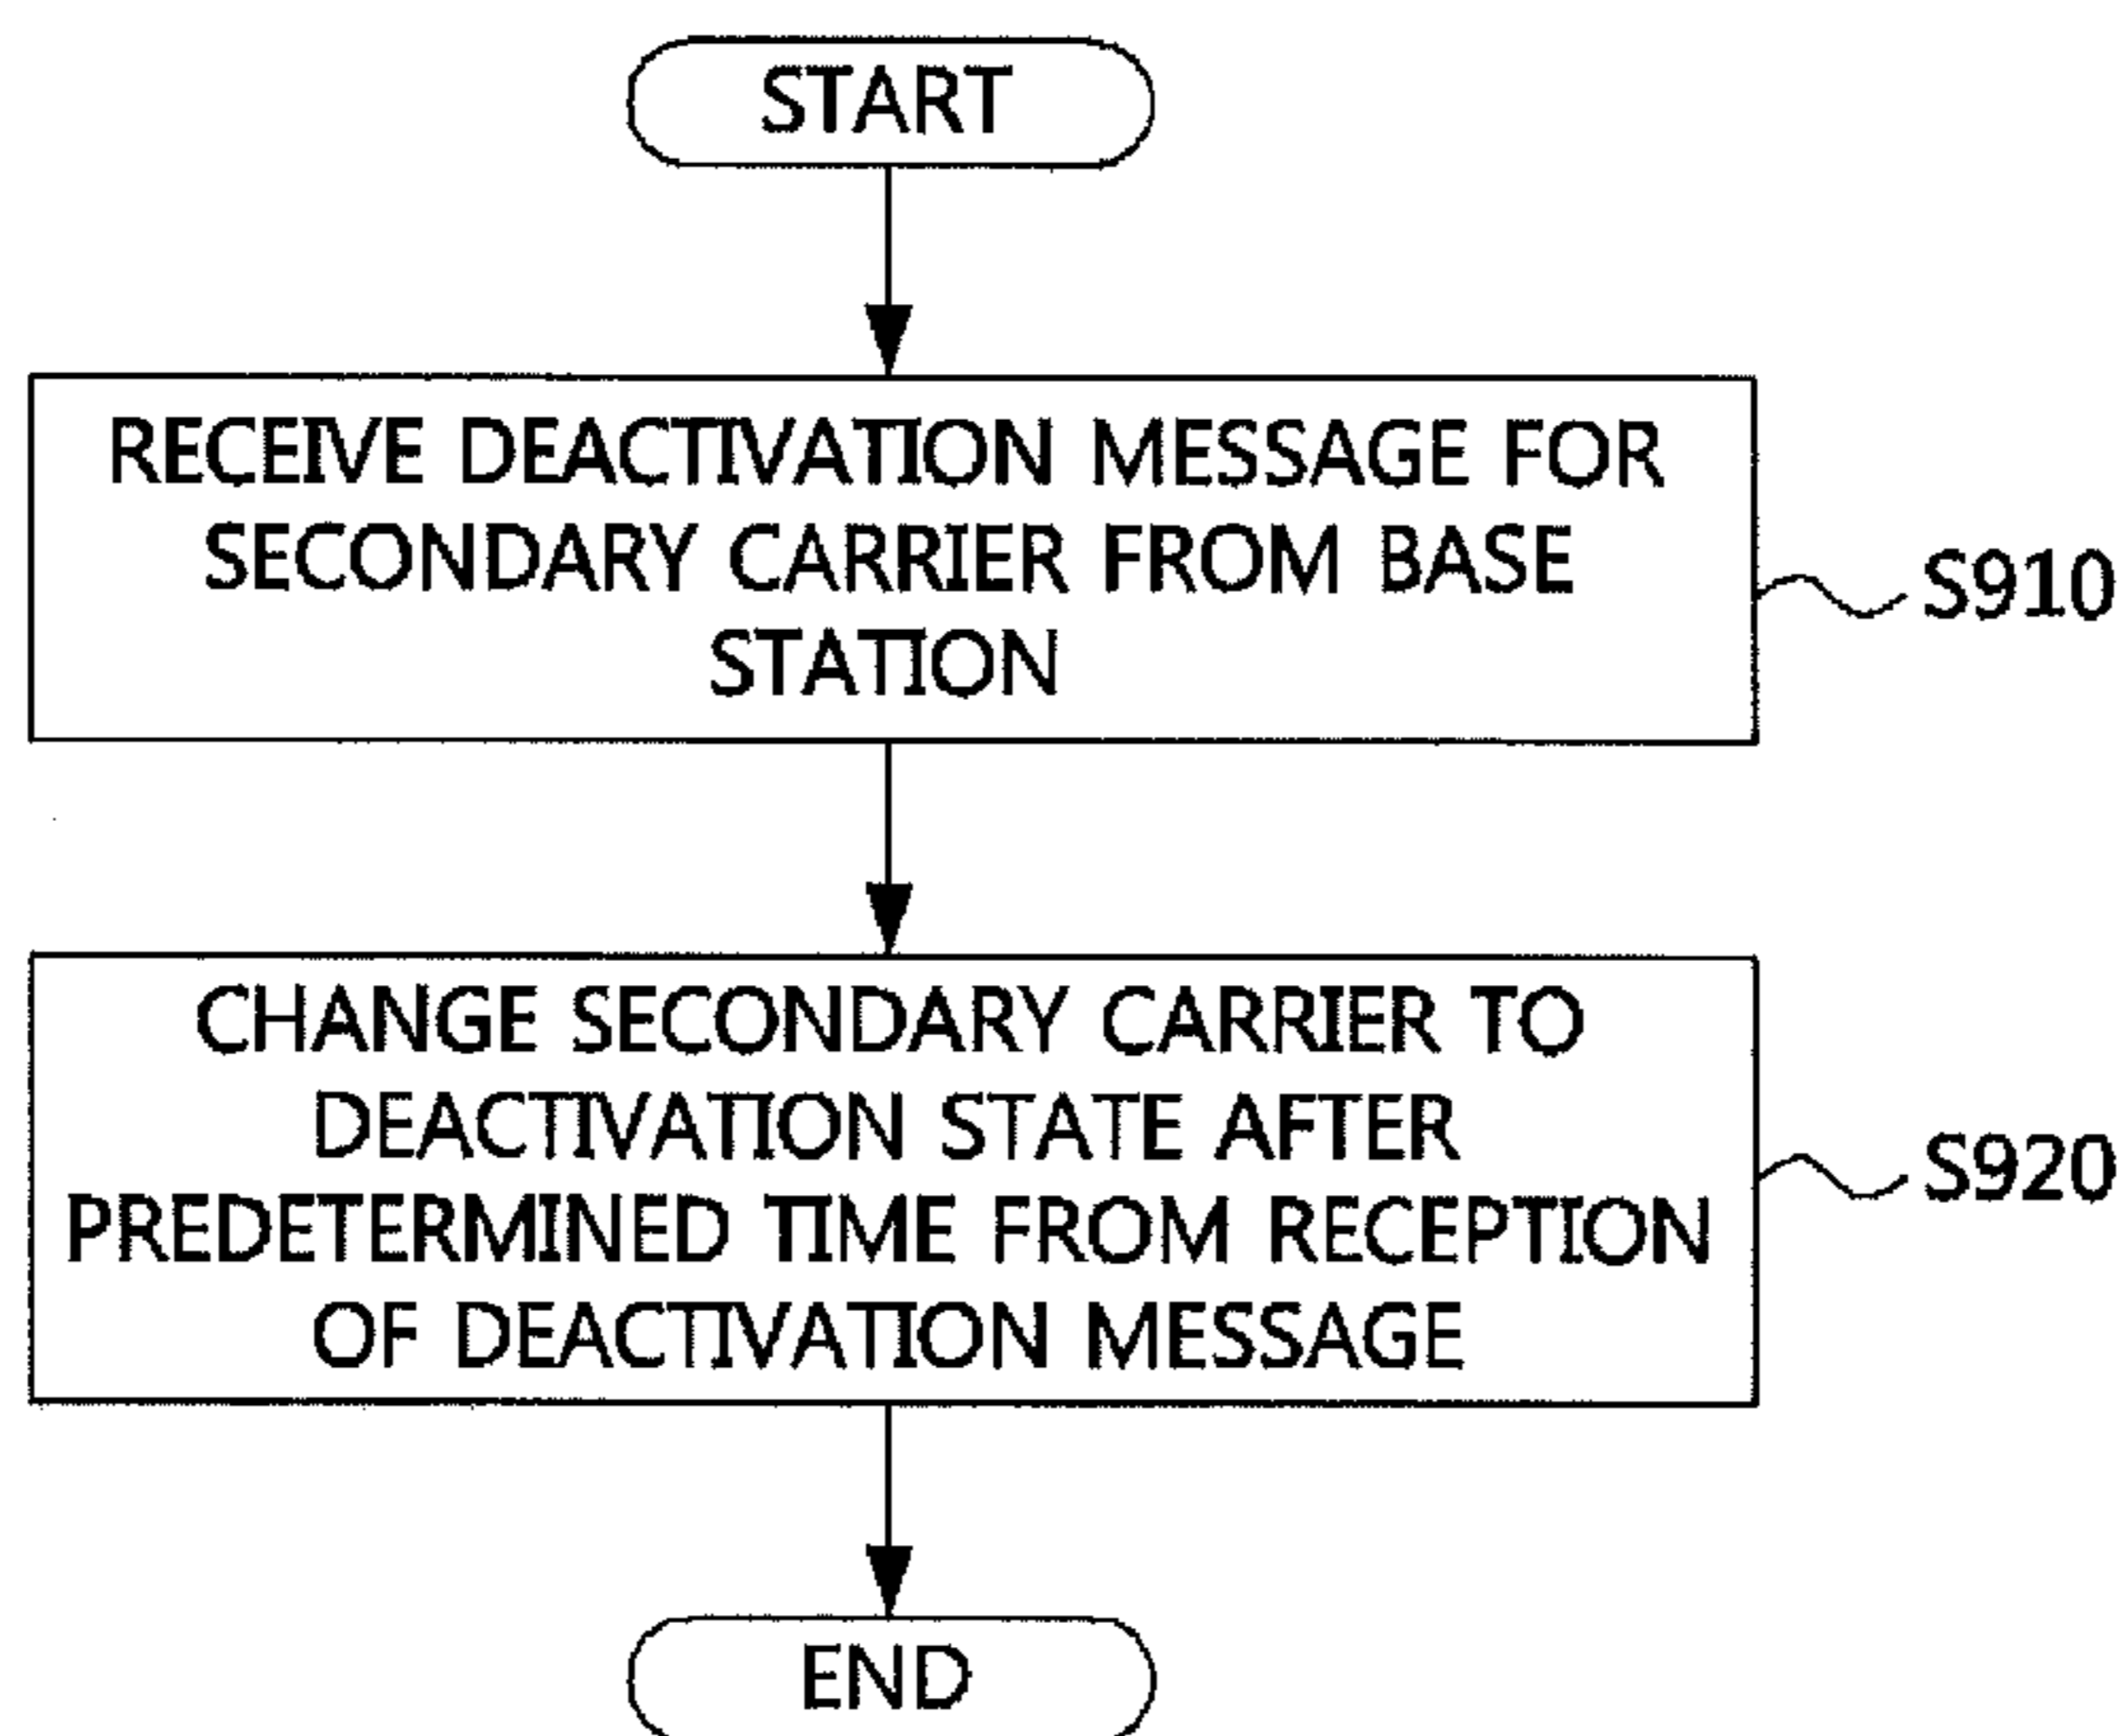 START
RECEIVE DEACTIVATION MESSAGE FOR
SECONDARY CARRIER FROM BASE
STATION
S910
CHANGE SECONDARY CARRIER TO
DEACTIVATION STATE AFTER
PREDETERMINED TIME FROM RECEPTION
OF DEACTIVATION MESSAGE
S920
END